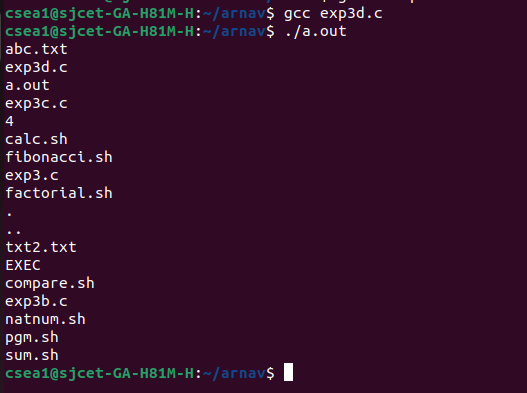 csea1@sjcet-GA-H81M-H:~/arnav$ gcc exp3d.c
csea1@sjcet-GA-H81M-H:~/arnav$ ./a.out
abc.txt
exp3d.c
a.out
exp3c.c
4
calc.sh
fibonacci.sh
exp3.c
factorial.sh
.
..
txt2.txt
EXEC
compare.sh
exp3b.c
natnum.sh
pgm.sh
sum.sh
csea1@sjcet-GA-H81M-H:~/arnav$